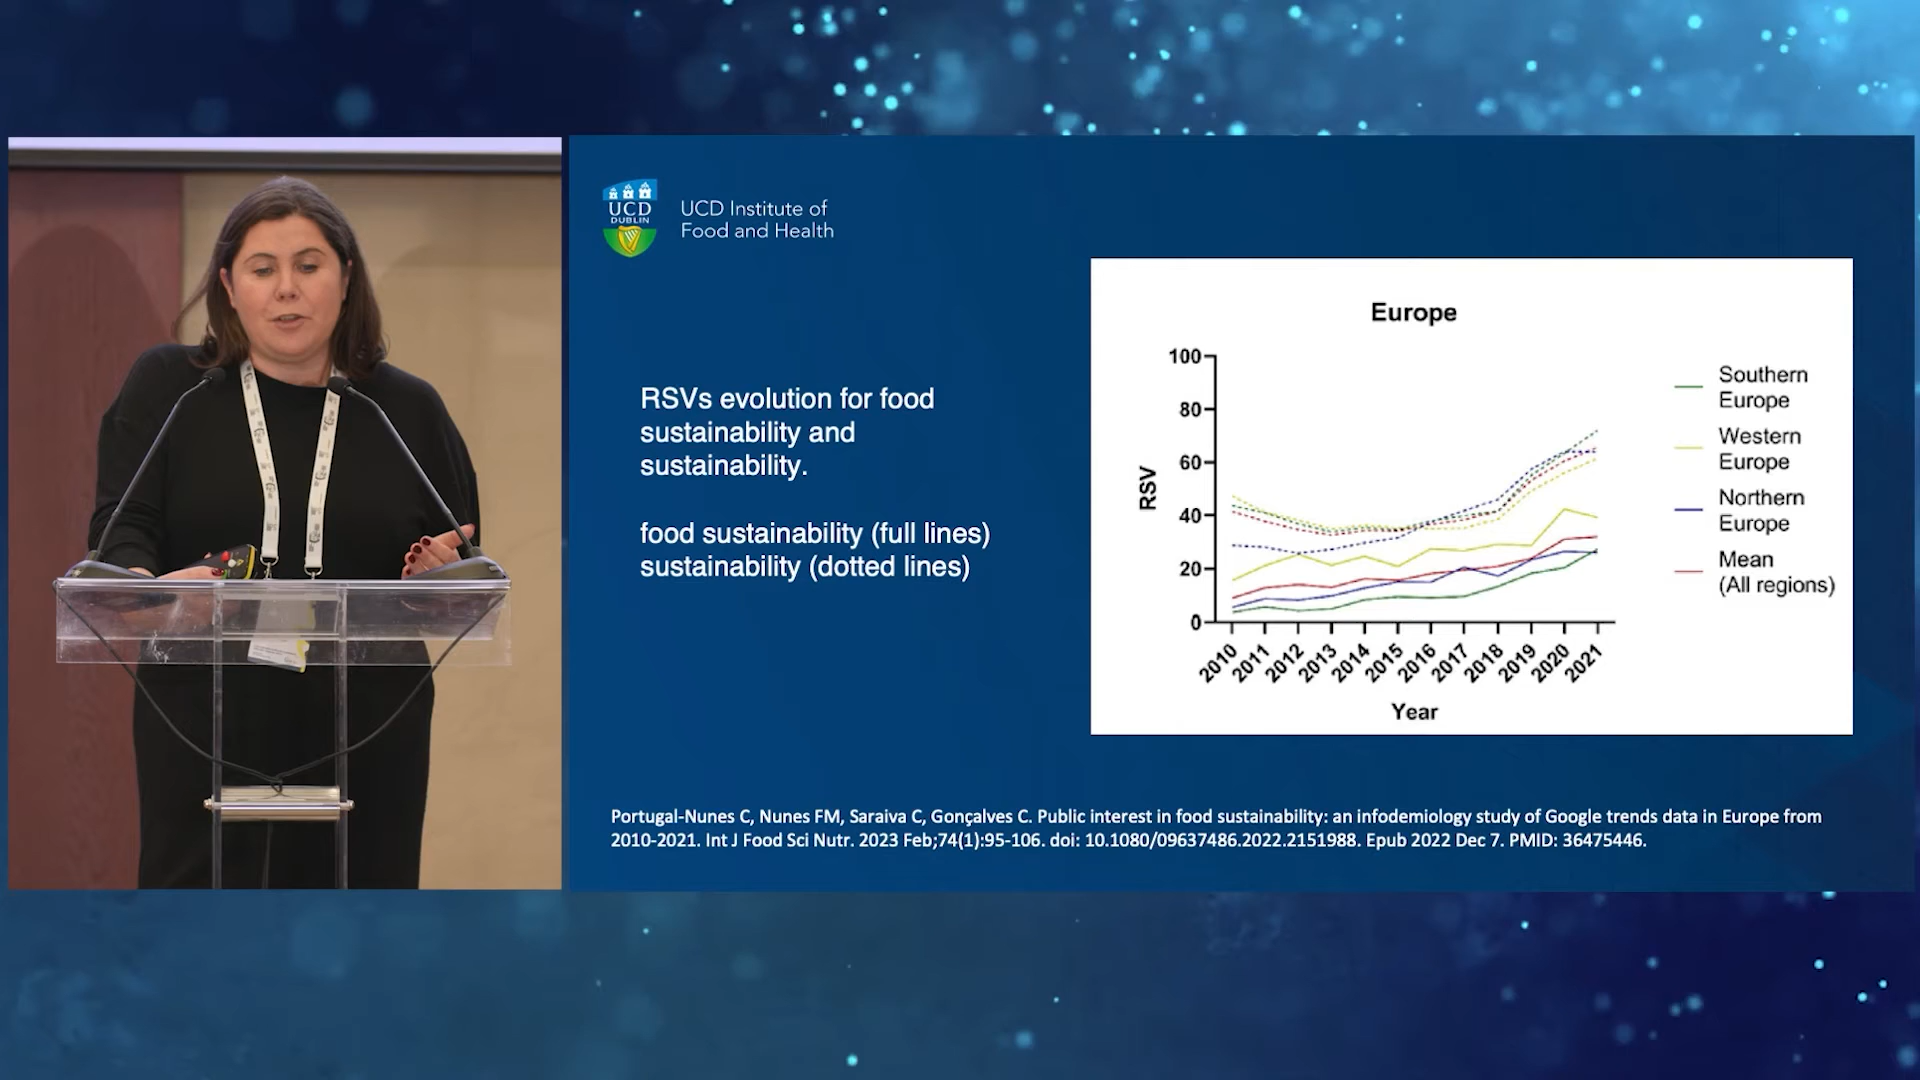 UCD
DUBLIN
UCD Institute of
Food and Health
RSVs evolution for food
sustainability and
sustainability.
food sustainability (full lines)
sustainability (dotted lines)
Europe
RSV
100
80
60
40
20
0
2010
2011
2012
2013
2014
2015
2016
2017
2018
2019
2020
2021
Year
Southern
Europe
Western
Europe
Northern
Europe
Mean
(All regions)
Portugal-Nunes C, Nunes FM, Saraiva C, Gonçalves C. Public interest in food sustainability: an infodemiology study of Google trends data in Europe from
2010-2021. Int J Food Sci Nutr. 2023 Feb;74(1):95-106. doi: 10.1080/09637486.2022.2151988. Epub 2022 Dec 7. PMID: 36475446.